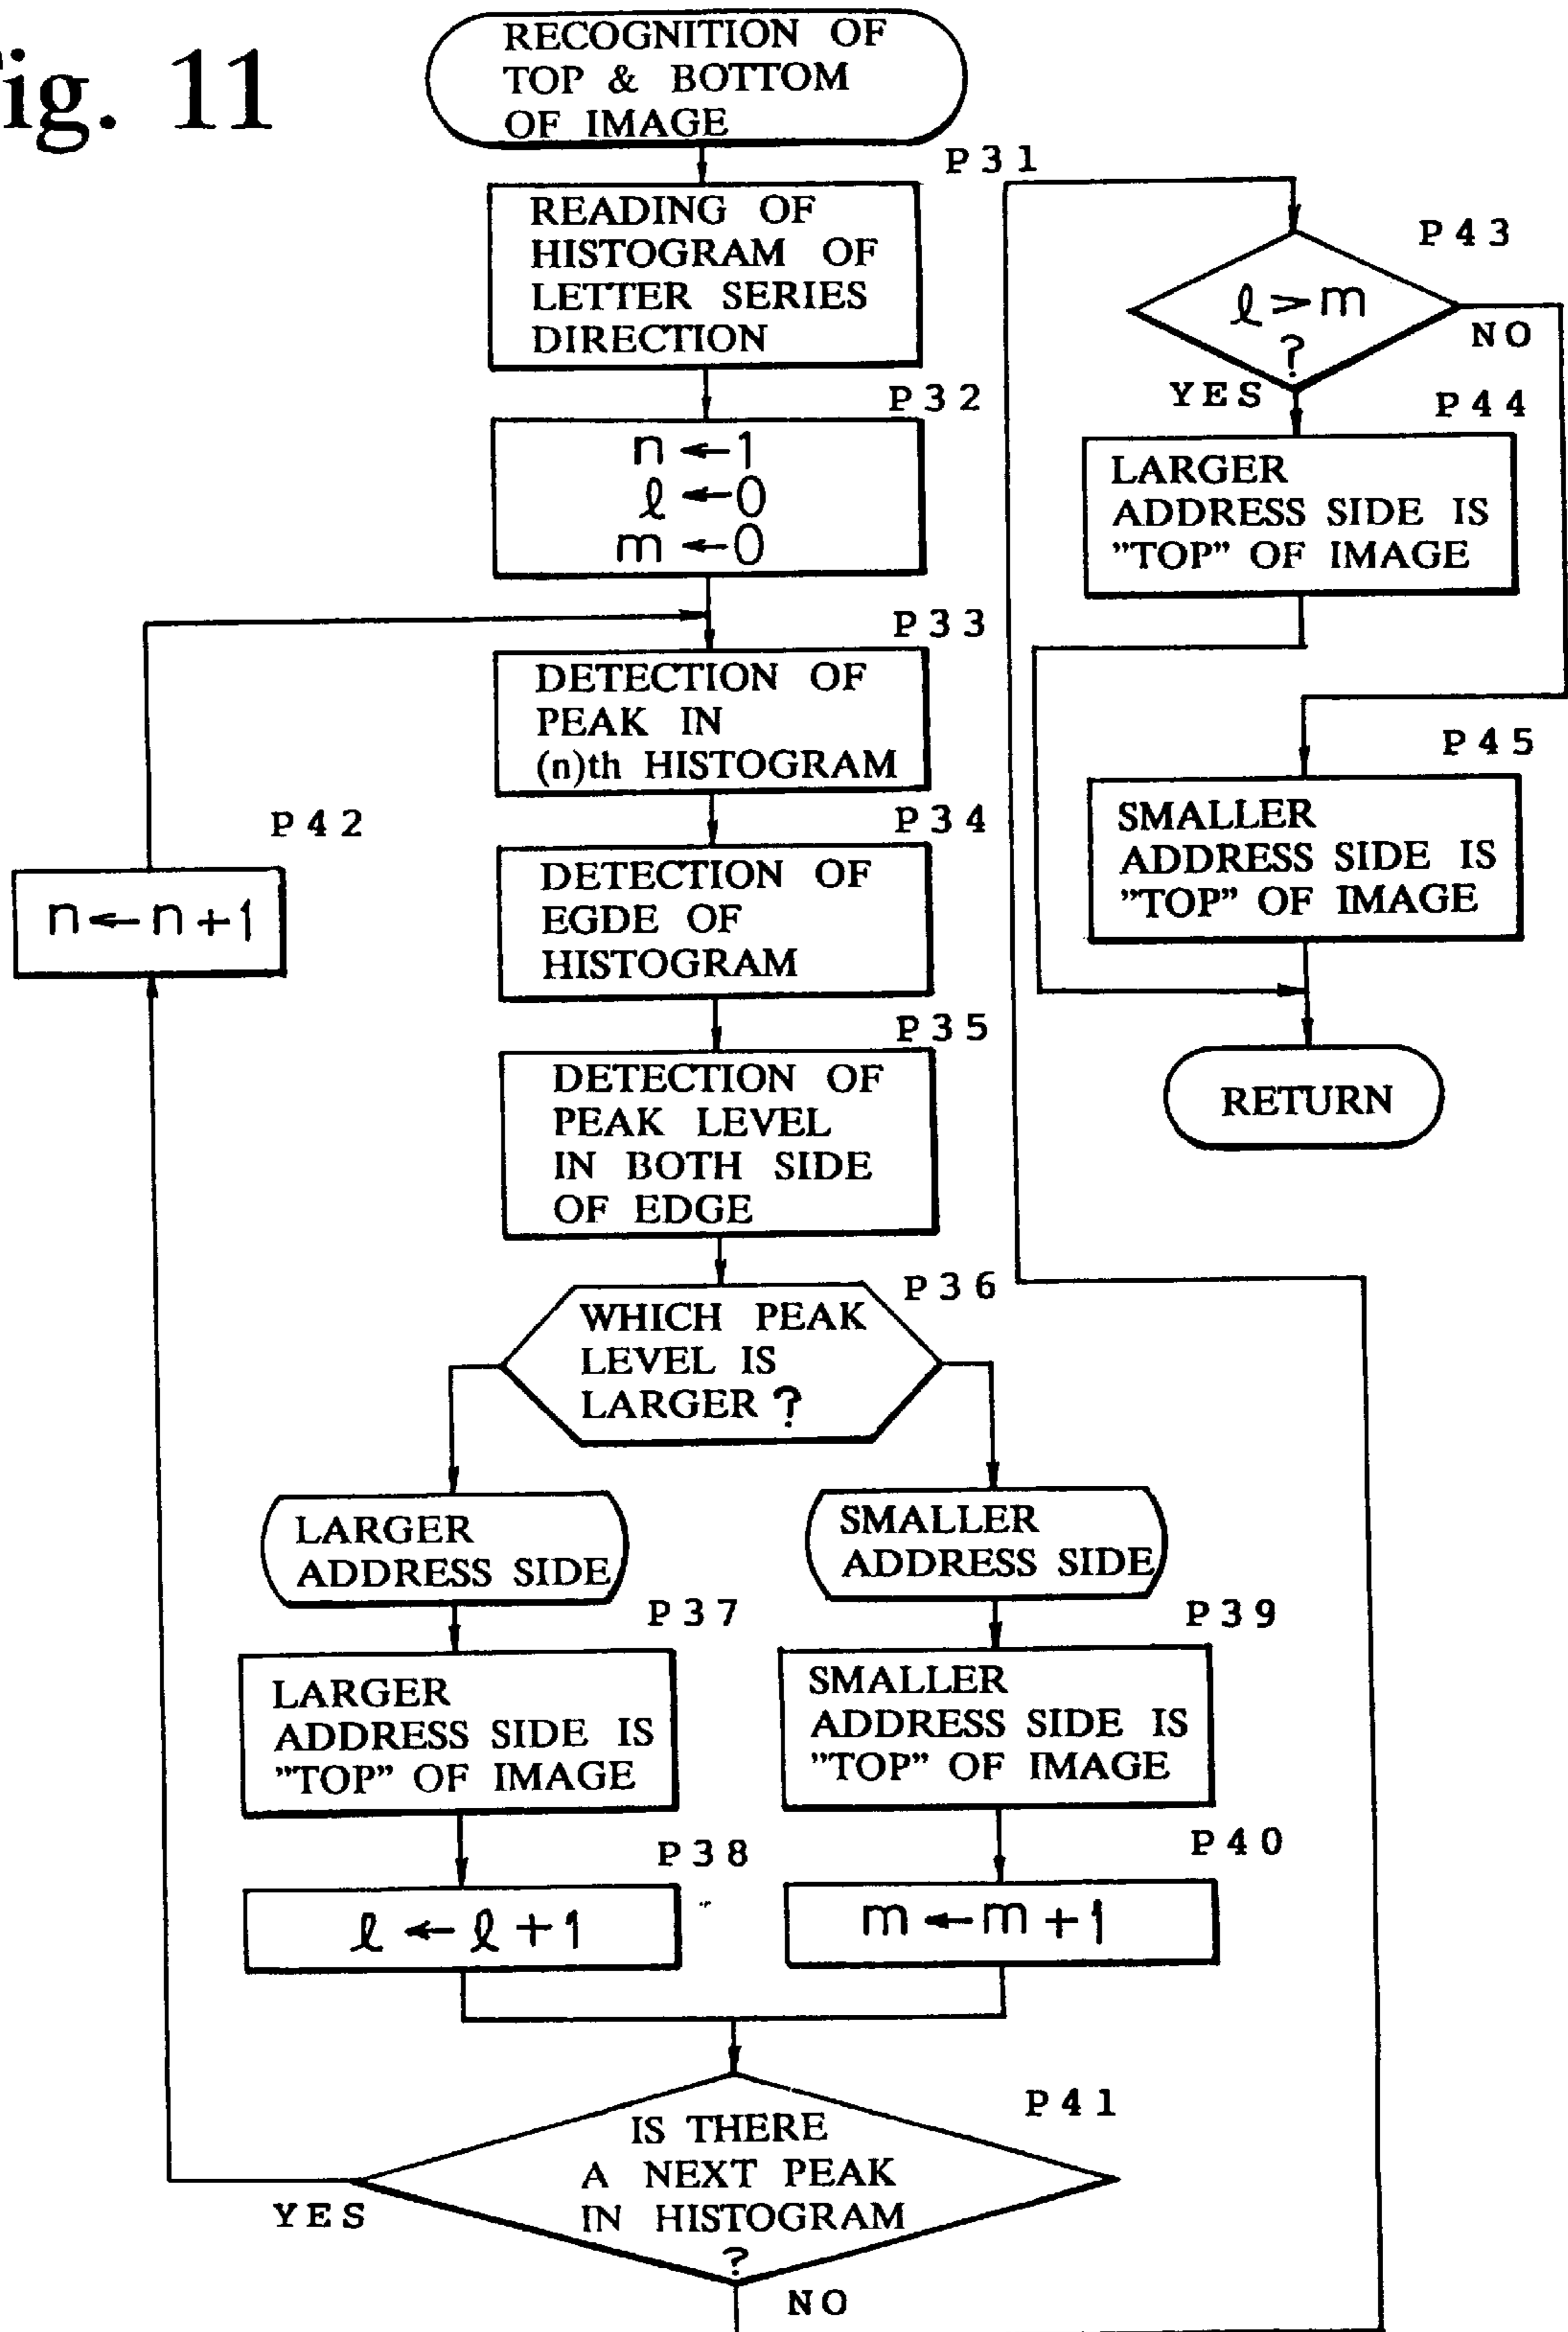 ig. 11
RECOGNITION OF
TOP & BOTTOM
OF IMAGE
P31
READING OF
HISTOGRAM OF
LETTER SERIES
DIRECTION
P32
n ← 1
ℓ ← 0
m ← 0
P33
DETECTION OF
PEAK IN
(n)th HISTOGRAM
P34
DETECTION OF
EGDE OF
HISTOGRAM
P35
DETECTION OF
PEAK LEVEL
IN BOTH SIDE
OF EDGE
P36
WHICH PEAK
LEVEL IS
LARGER ?
LARGER
ADDRESS SIDE
P37
LARGER
ADDRESS SIDE IS
"TOP" OF IMAGE
P38
ℓ ← ℓ + 1
SMALLER
ADDRESS SIDE
P39
SMALLER
ADDRESS SIDE IS
"TOP" OF IMAGE
P40
m ← m + 1
P41
IS THERE
A NEXT PEAK
IN HISTOGRAM
?
YES
NO
P42
n ← n + 1
P43
ℓ > m
?
NO
YES
P44
LARGER
ADDRESS SIDE IS
"TOP" OF IMAGE
P45
SMALLER
ADDRESS SIDE IS
"TOP" OF IMAGE
RETURN